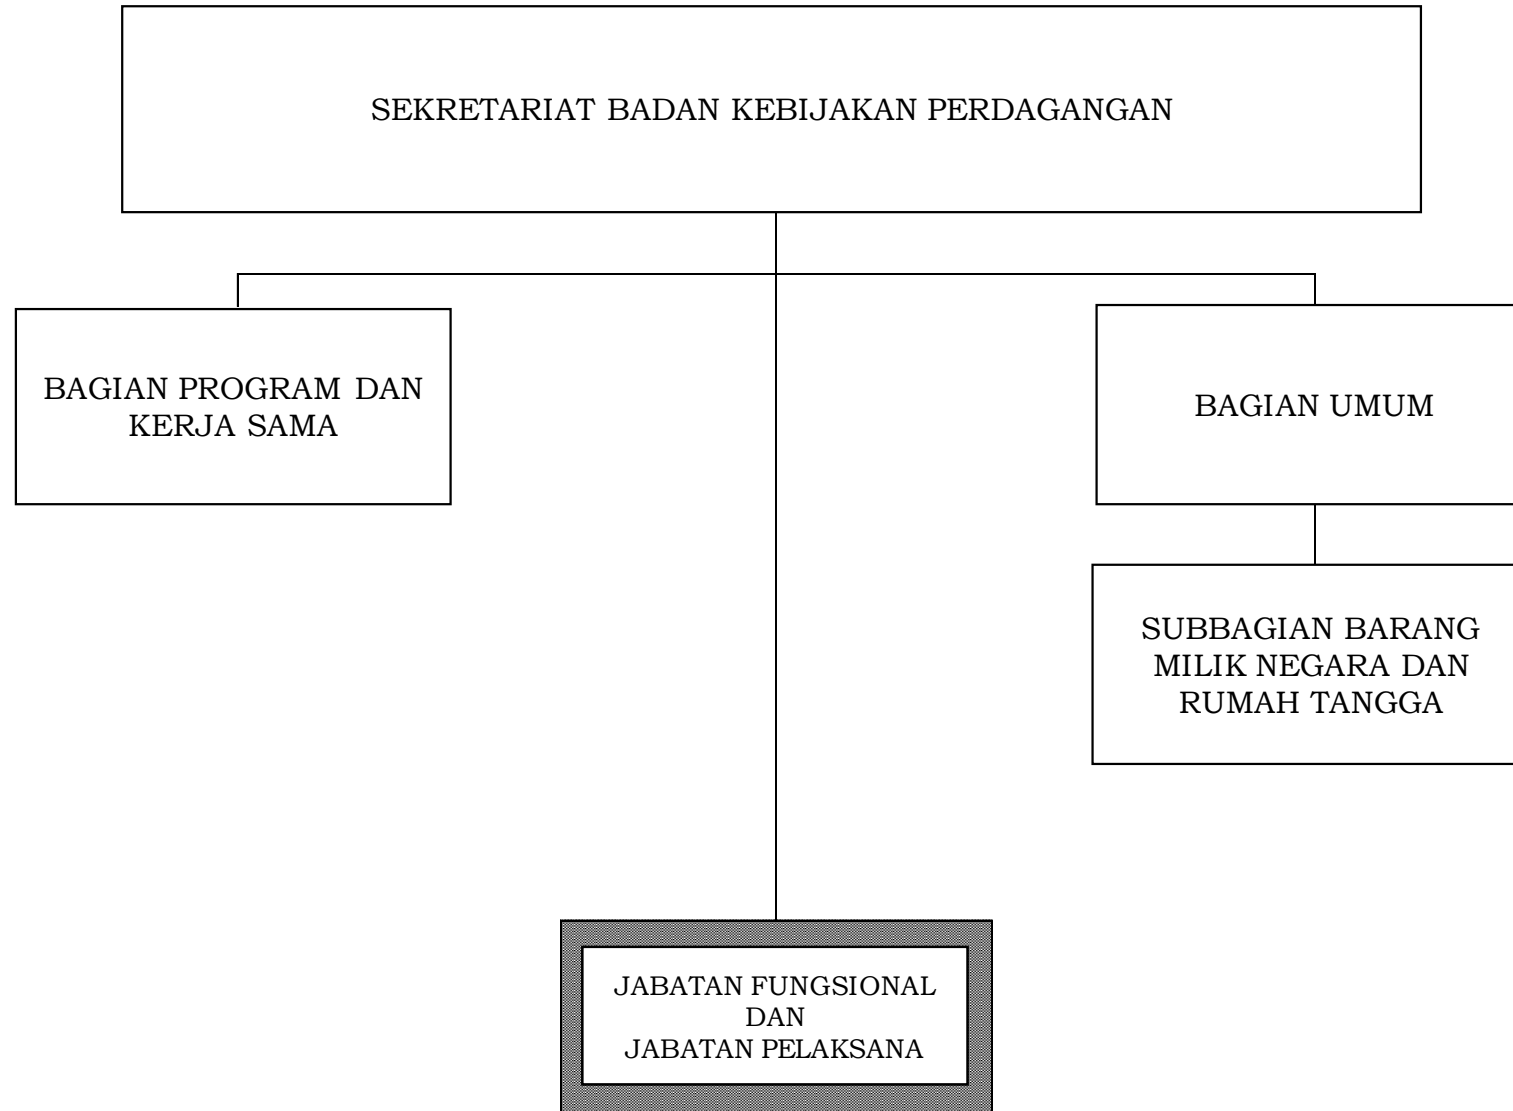 SEKRETARIAT BADAN KEBIJAKAN PERDAGANGAN
BAGIAN PROGRAM DAN
KERJA SAMA
BAGIAN UMUM
SUBBAGIAN BARANG
MILIK NEGARA DAN
RUMAH TANGGA
JABATAN FUNGSIONAL
DAN
JABATAN PELAKSANA